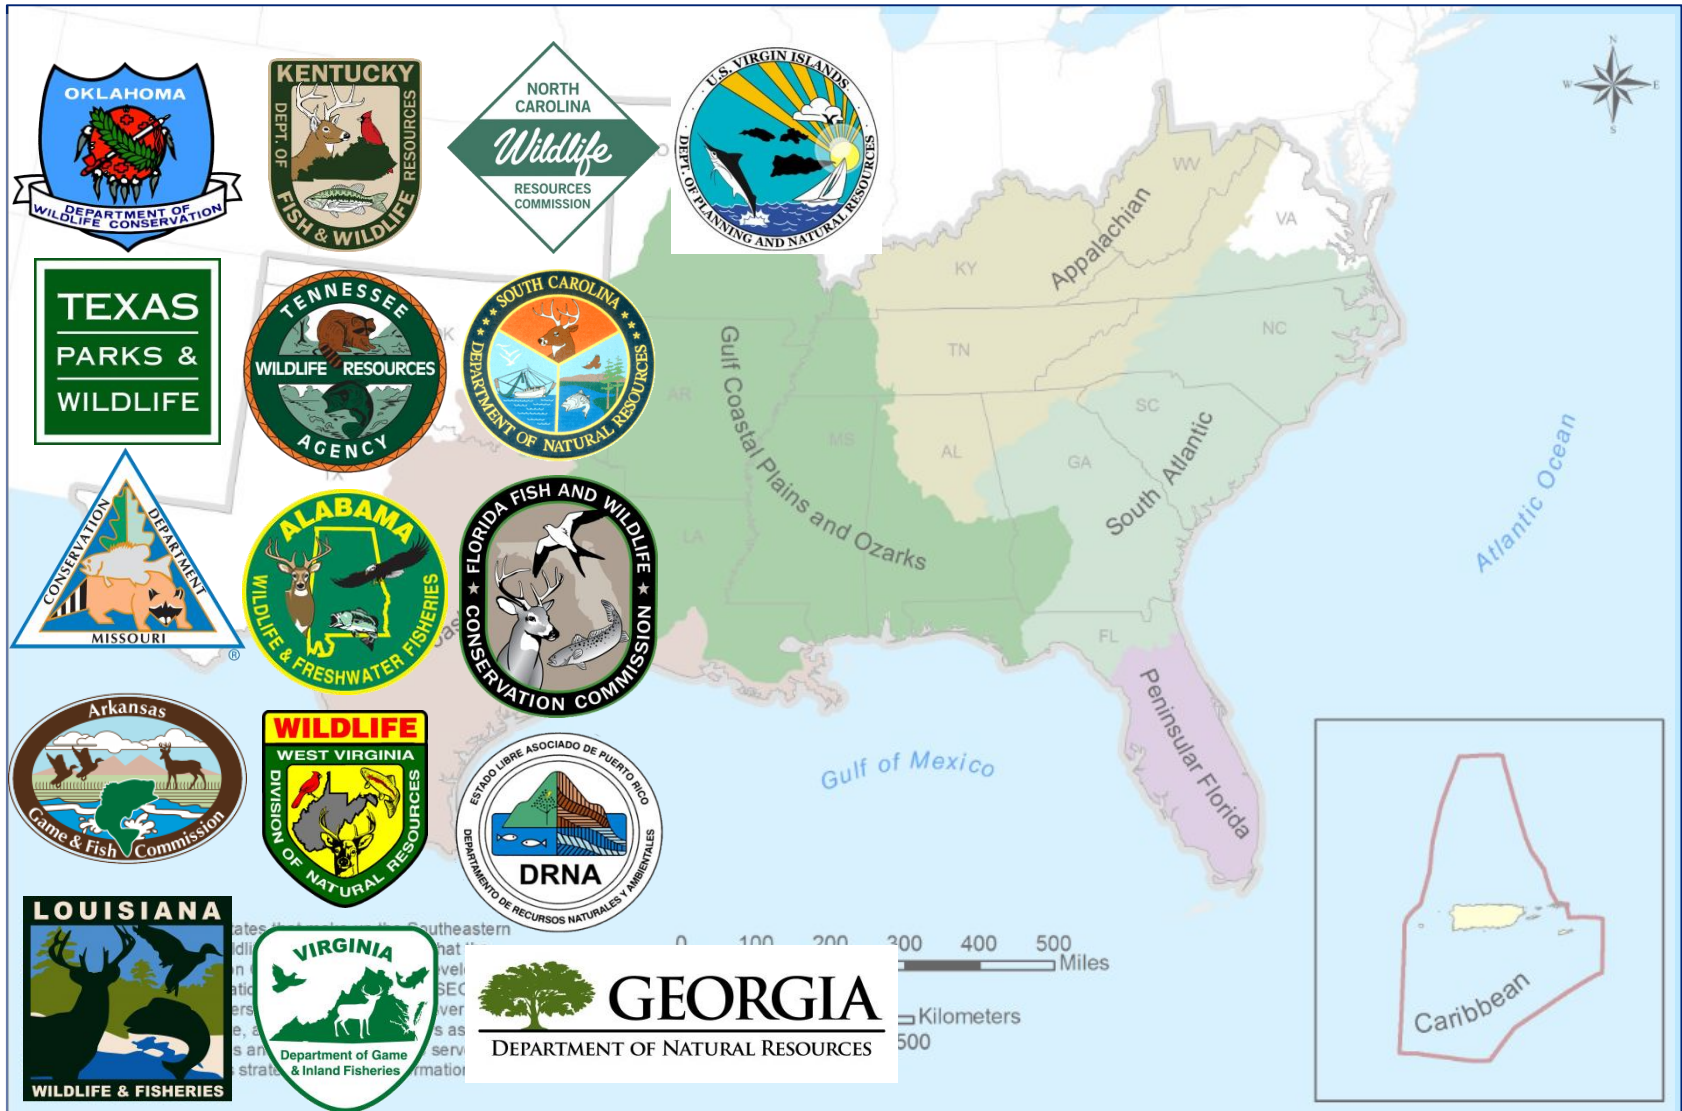 OKLAHOMA
DEPARTMENT OF
WILDLIFE CONSERVATION
KENTUCKY
DEPT. OF
FISH & WILDLIFE
RESOURCES
NORTH
CAROLINA
Wildlife
RESOURCES
COMMISSION
U.S. VIRGIN ISLANDS
DEPT. OF PLANNING AND NATURAL RESOURCES
N
W
E
S
TEXAS
PARKS &
WILDLIFE
TENNESSEE
WILDLIFE RESOURCES
AGENCY
SOUTH CAROLINA
DEPARTMENT OF NATURAL RESOURCES
CONSERVATION
DEPARTMENT
MISSOURI
®
ALABAMA
WILDLIFE & FRESHWATER FISHERIES
FLORIDA FISH AND WILDLIFE
CONSERVATION COMMISSION
Arkansas
Game & Fish Commission
WILDLIFE
WEST VIRGINIA
DIVISION OF NATURAL RESOURCES
ESTADO LIBRE ASOCIADO DE PUERTO RICO
DRNA
DEPARTAMENTO DE RECURSOS NATURALES Y AMBIENTALES
LOUISIANA
WILDLIFE & FISHERIES
VIRGINIA
Department of Game
& Inland Fisheries
GEORGIA
DEPARTMENT OF NATURAL RESOURCES
WV
VA
KY
Appalachian
NC
TN
AR
SC
MS
AL
GA
LA
TX
FL
Gulf Coastal Plains and Ozarks
South Atlantic
Atlantic Ocean
Peninsular Florida
Gulf of Mexico
Caribbean
0 100 200 300 400 500
Miles
Kilometers
500
Southeastern